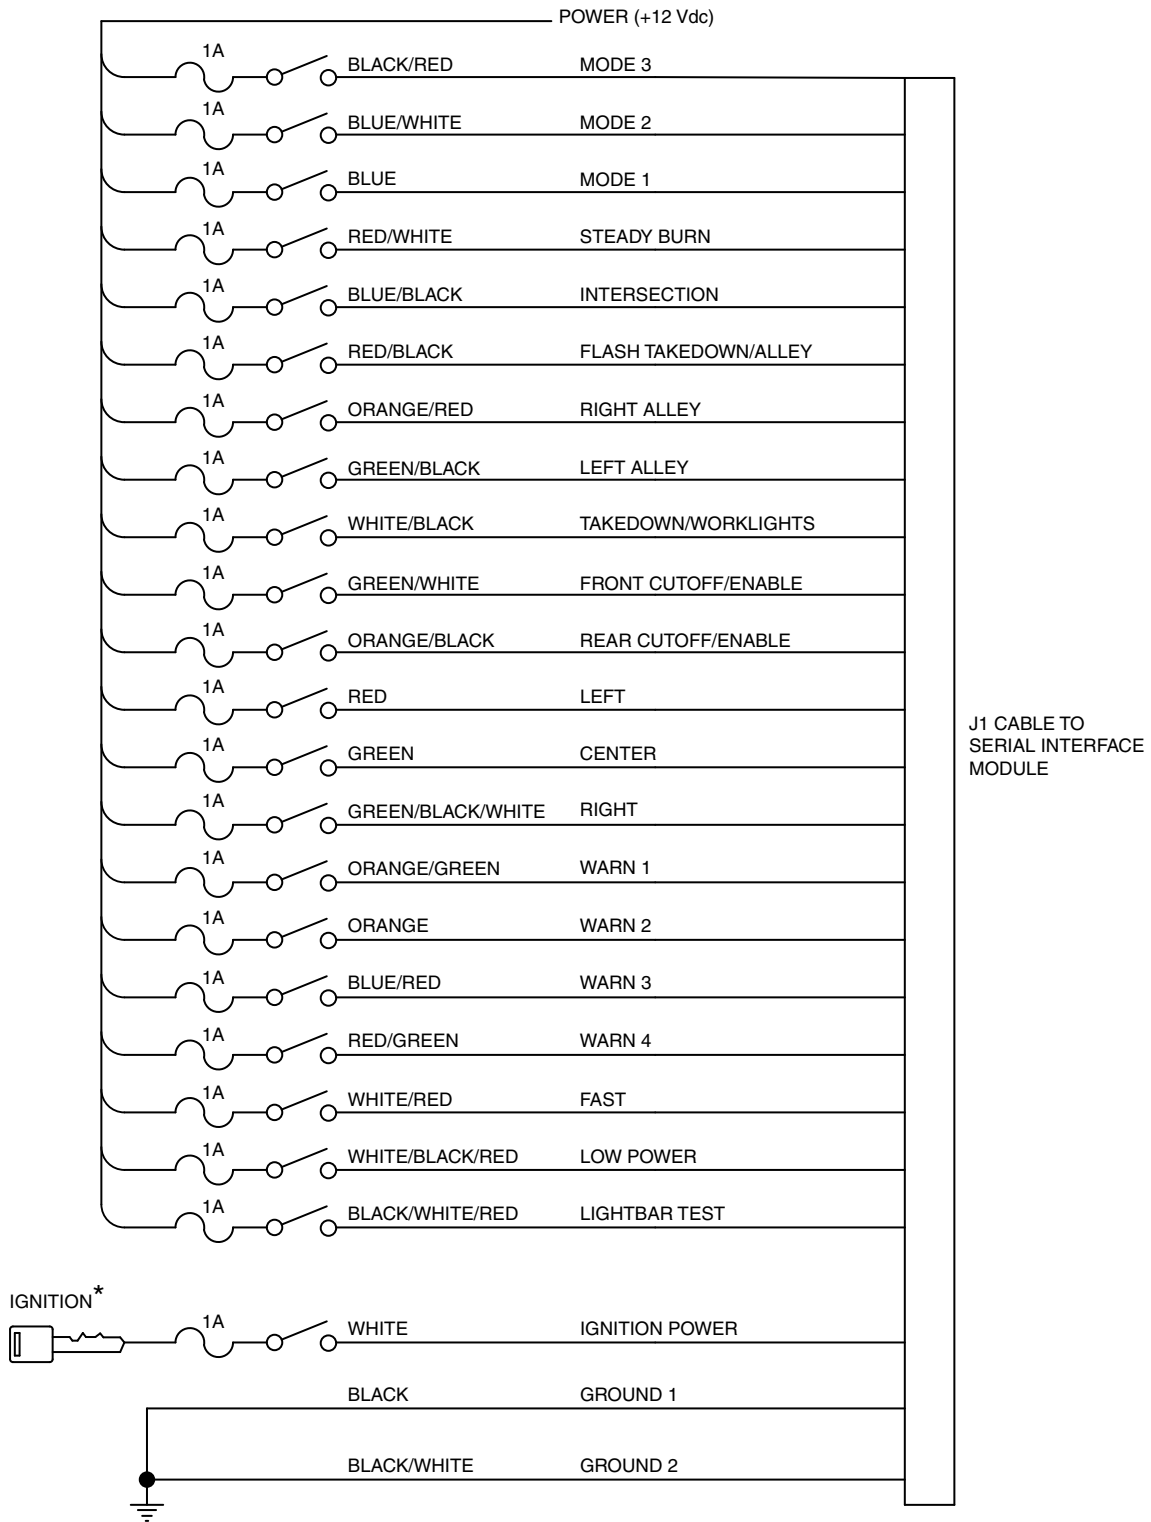 POWER (+12 Vdc)
1A BLACK/RED MODE 3
1A BLUE/WHITE MODE 2
1A BLUE MODE 1
1A RED/WHITE STEADY BURN
1A BLUE/BLACK INTERSECTION
1A RED/BLACK FLASH TAKEDOWN/ALLEY
1A ORANGE/RED RIGHT ALLEY
1A GREEN/BLACK LEFT ALLEY
1A WHITE/BLACK TAKEDOWN/WORKLIGHTS
1A GREEN/WHITE FRONT CUTOFF/ENABLE
1A ORANGE/BLACK REAR CUTOFF/ENABLE
1A RED LEFT
1A GREEN CENTER
1A GREEN/BLACK/WHITE RIGHT
1A ORANGE/GREEN WARN 1
1A ORANGE WARN 2
1A BLUE/RED WARN 3
1A RED/GREEN WARN 4
1A WHITE/RED FAST
1A WHITE/BLACK/RED LOW POWER
1A BLACK/WHITE/RED LIGHTBAR TEST
J1 CABLE TO
SERIAL INTERFACE
MODULE
IGNITION*
1A WHITE IGNITION POWER
BLACK GROUND 1
BLACK/WHITE GROUND 2